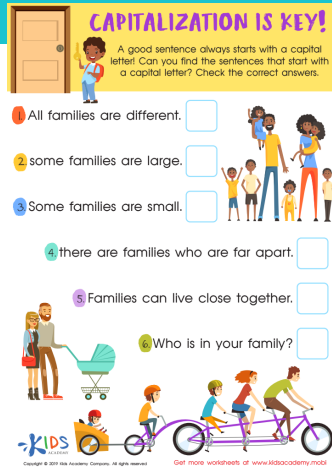 CAPITALIZATION IS KEY!
A good sentence always starts with a capital
letter! Can you find the sentences that start with
a capital letter? Check the correct answers.
1. All families are different.
2. some families are large.
3. Some families are small.
4. there are families who are far apart.
5. Families can live close together.
6. Who is in your family?
KIDS
ACADEMY
Copyright © 2019 Kids Academy Company. All rights reserved
Get more worksheets at www.kidsacademy.mobi